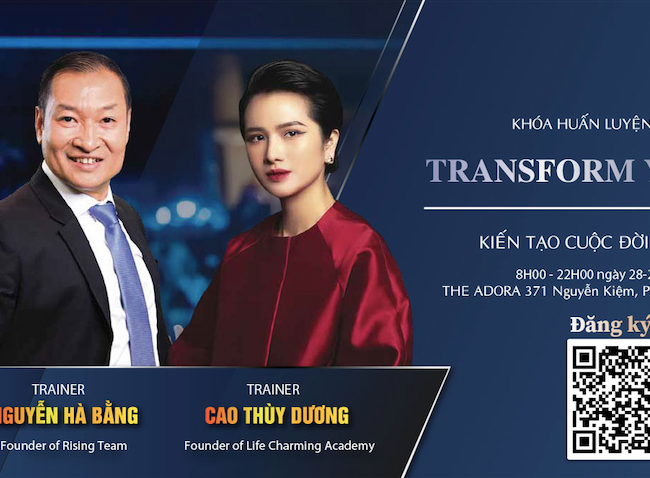 KHÓA HUẤN LUYỆN
TRANSFORM
KIẾN TẠO CUỘC ĐỜI
8H00 - 22H00 ngày 28-2
THE ADORA 371 Nguyễn Kiệm, P
Đăng ký
TRAINER
NGUYỄN HÀ BẰNG
Founder of Rising Team
TRAINER
CAO THÙY DƯƠNG
Founder of Life Charming Academy